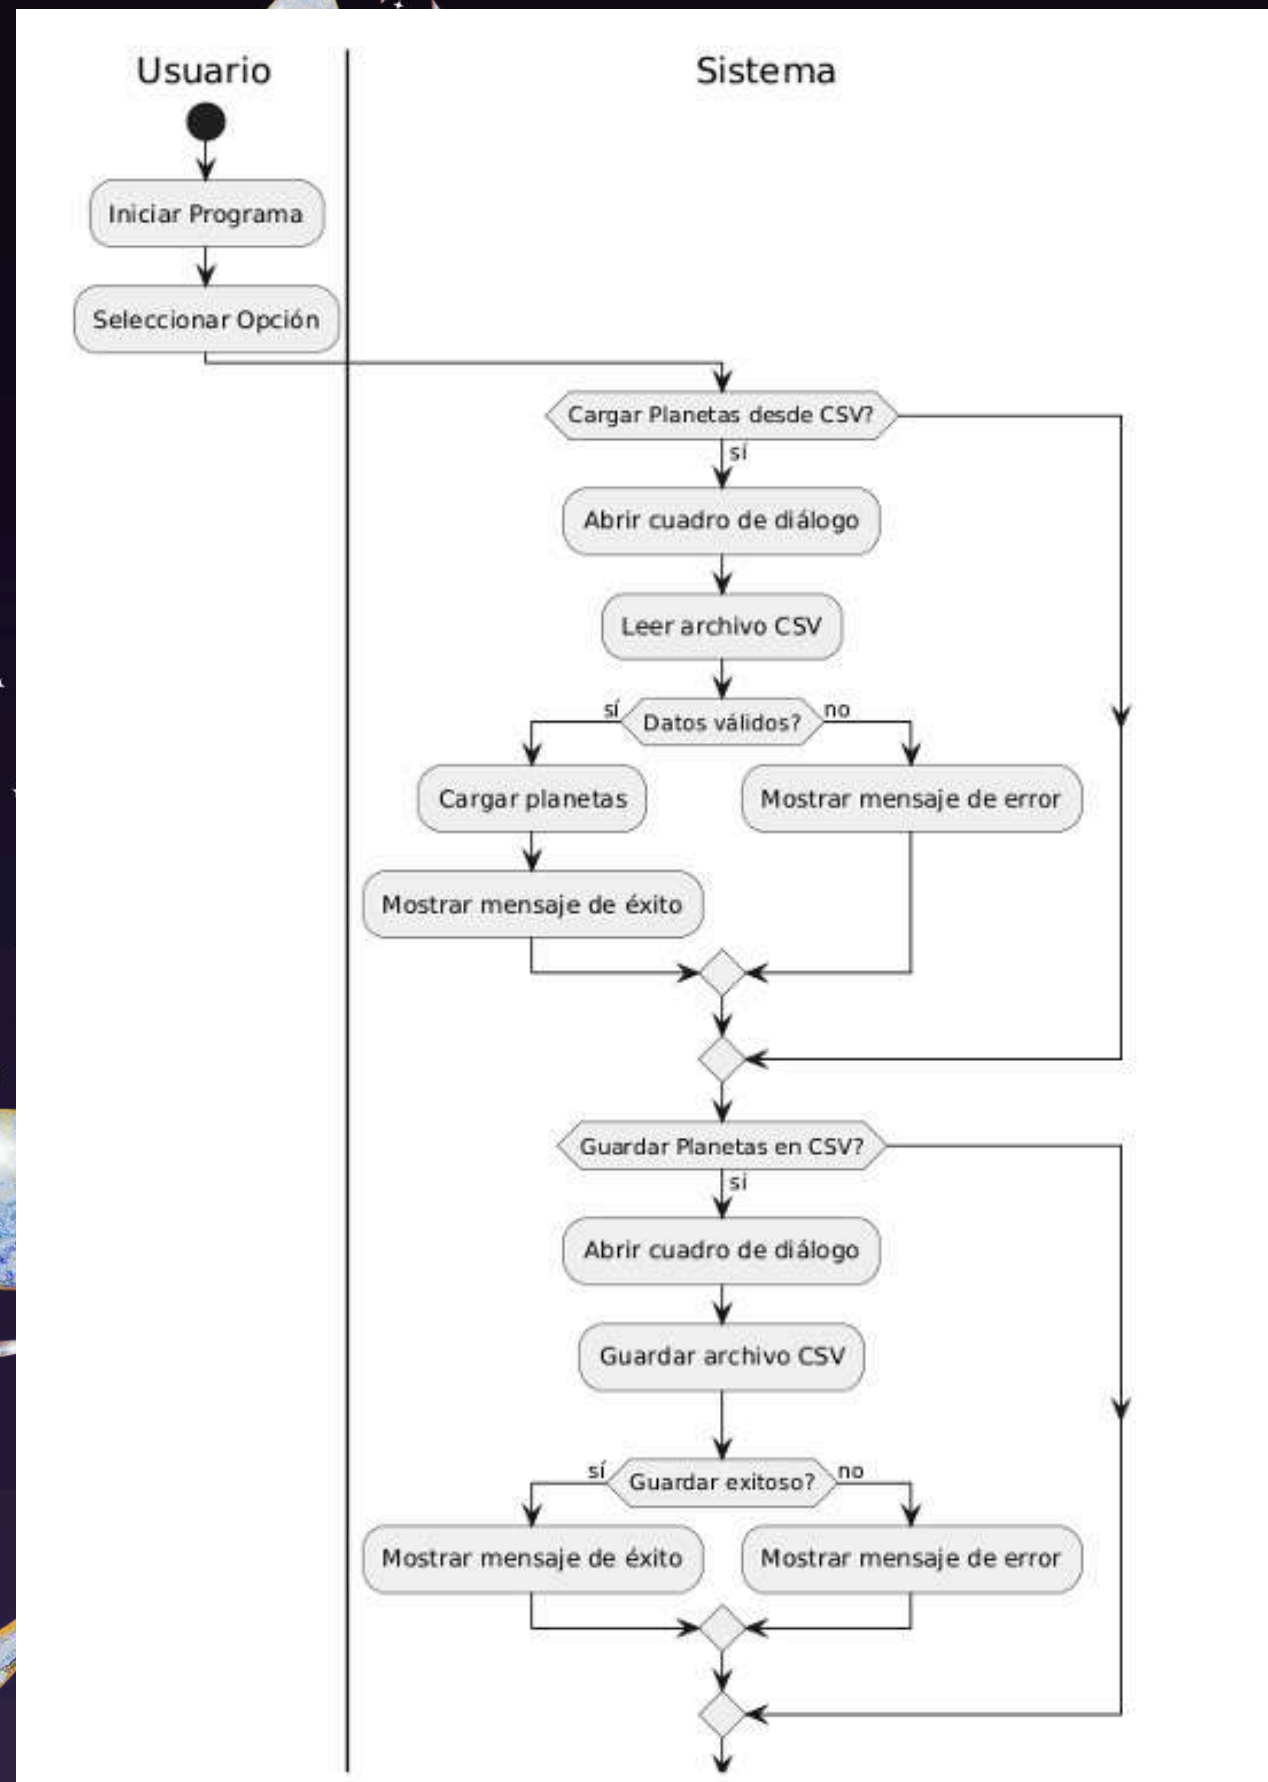 Usuario
Sistema
Iniciar Programa
Seleccionar Opción
Cargar Planetas desde CSV?
sí
Abrir cuadro de diálogo
Leer archivo CSV
sí
Datos válidos?
no
Cargar planetas
Mostrar mensaje de error
Mostrar mensaje de éxito
Guardar Planetas en CSV?
sí
Abrir cuadro de diálogo
Guardar archivo CSV
sí
Guardar exitoso?
no
Mostrar mensaje de éxito
Mostrar mensaje de error